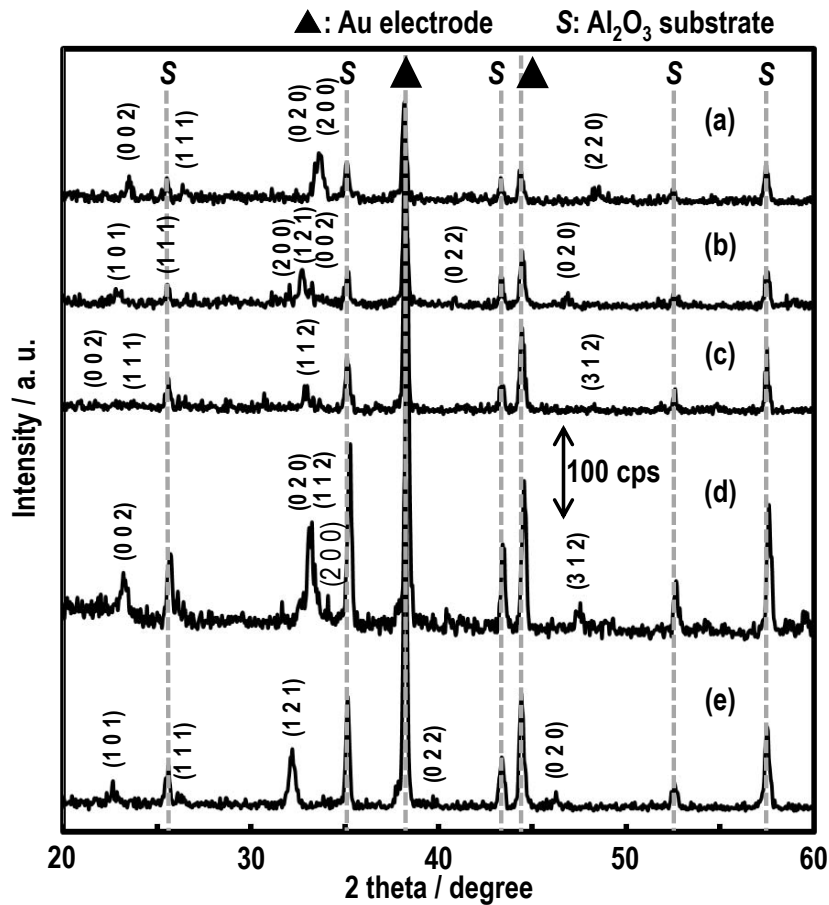 ▲: Au electrode S: Al₂O₃ substrate
S S S S S
(0 0 2) (1 1 1) (0 2 0) (2 0 0) (2 2 0) (a)
(1 0 1) (1 1 1) (2 0 0) (1 2 1) (0 0 2) (0 2 2) (0 2 0) (b)
(0 0 2) (1 1 1) (1 1 2) (3 1 2) (c)
100 cps
(0 0 2) (0 2 0) (1 1 2) (2 0 0) (3 1 2) (d)
(1 0 1) (1 1 1) (1 2 1) (0 2 2) (0 2 0) (e)
Intensity / a. u.
20 30 40 50 60
2 theta / degree